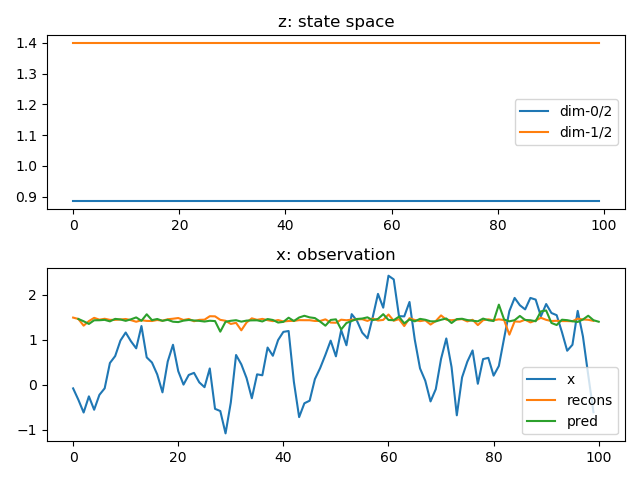 z: state space
1.4
1.3
1.2
1.1
1.0
0.9
dim-0/2
dim-1/2
0 20 40 60 80 100
x: observation
2
1
0
−1
x
recons
pred
0 20 40 60 80 100